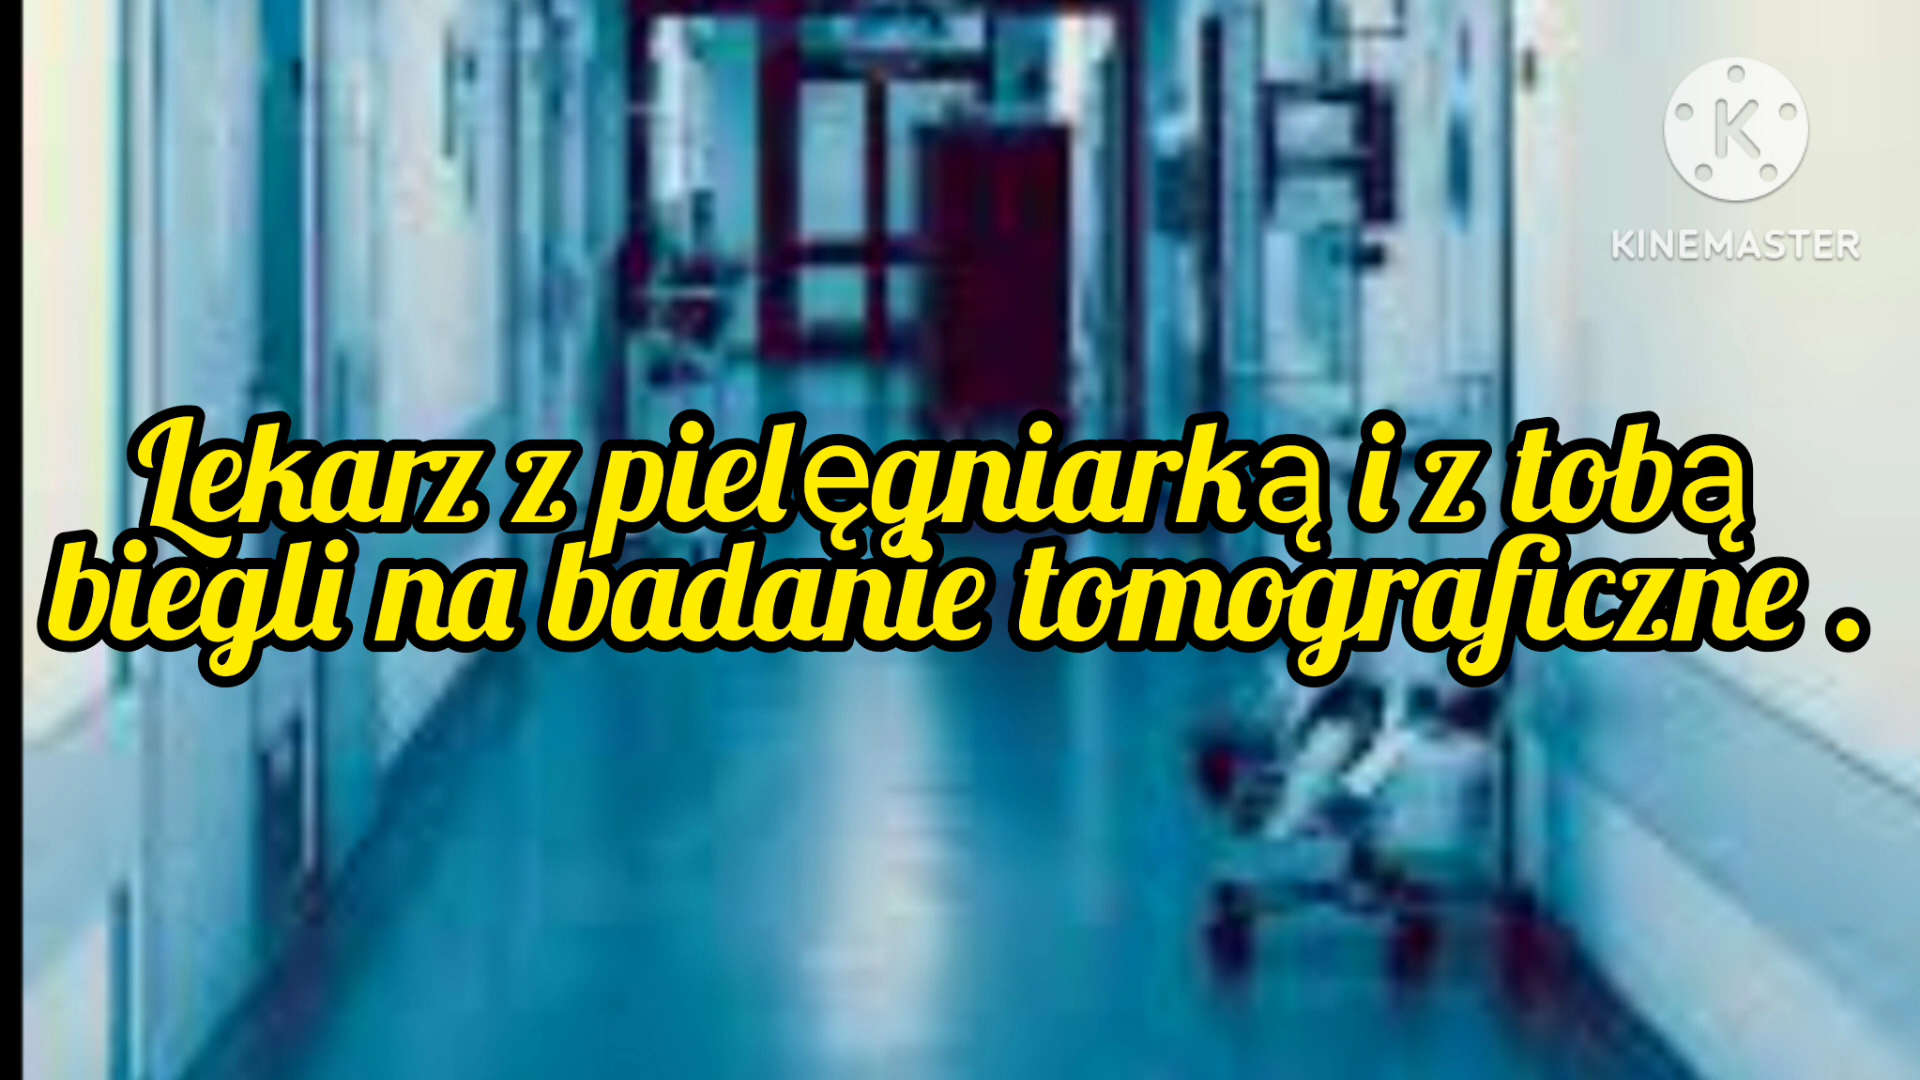 KINEMASTER
Lekarz z pielęgniarką i z tobą
biegli na badanie tomograficzne .